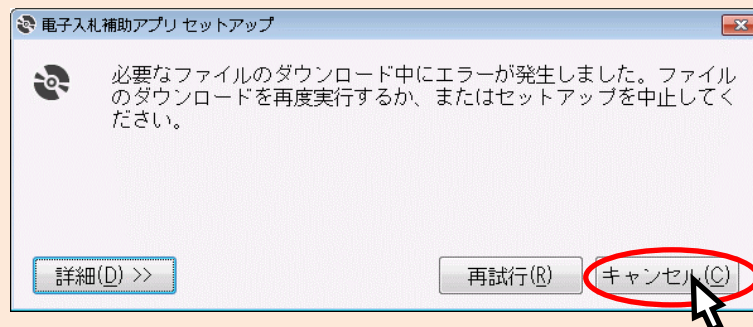 電子入札補助アプリ セットアップ
必要なファイルのダウンロード中にエラーが発生しました。ファイル
のダウンロードを再度実行するか、またはセットアップを中止してく
ださい。
詳細(D) >>
再試行(R)
キャンセル(C)